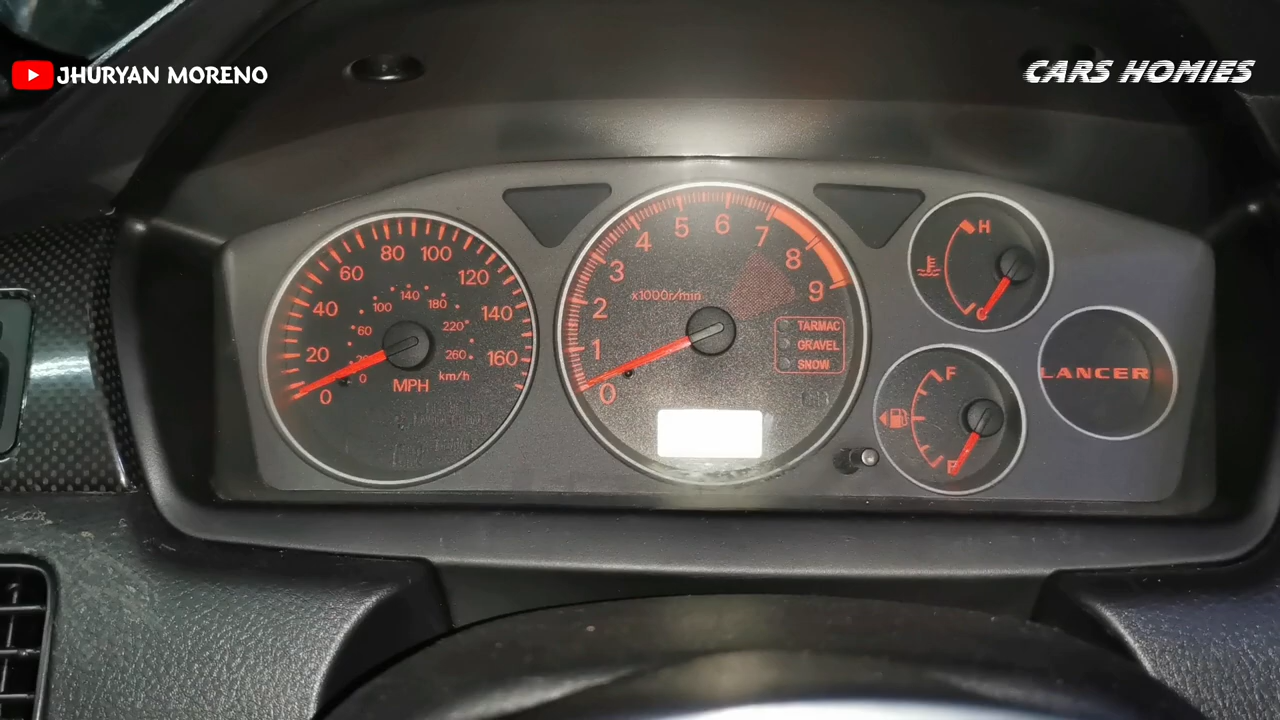 JHURYAN MORENO
CARS HOMIES
0
20
40
60
80
100
120
140
160
0
60
100
140
180
220
260
km/h
MPH
0
1
2
3
4
5
6
7
8
9
x1000r/min
TARMAC
GRAVEL
SNOW
H
C
F
LANCER